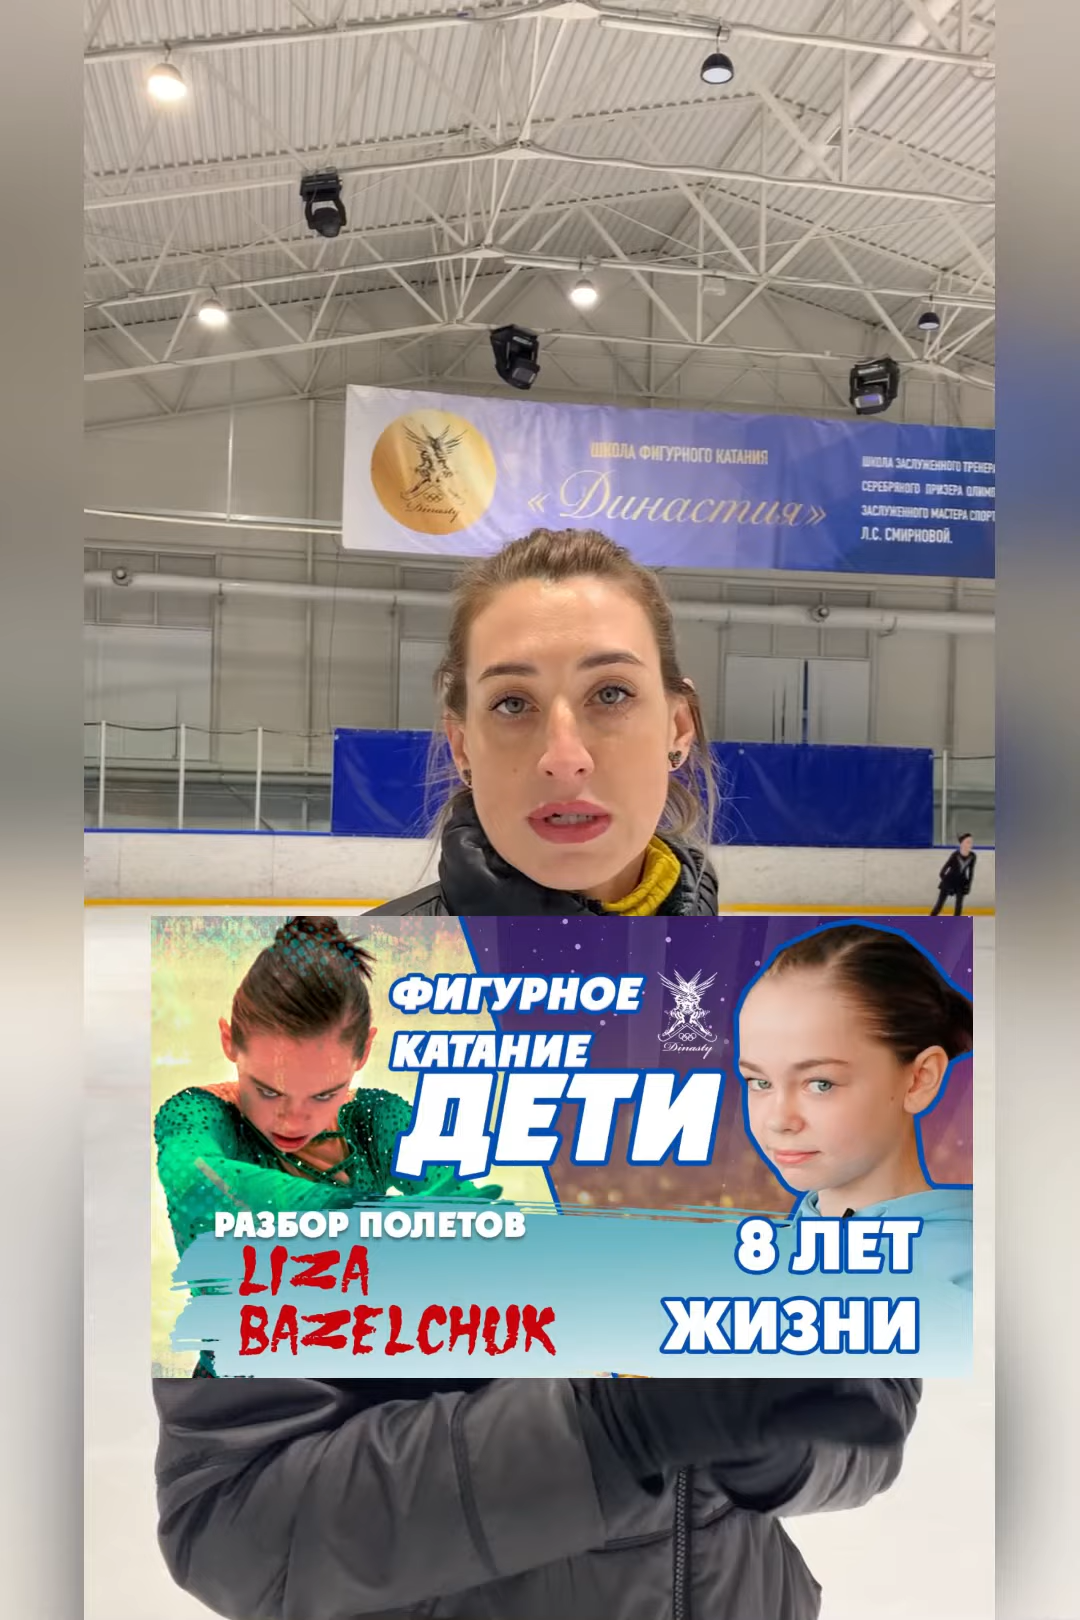 ШКОЛА ФИГУРНОГО КАТАНИЯ
«Династия»
Dinasty
ШКОЛА ЗАСЛУЖЕННОГО ТРЕНЕРА
СЕРЕБРЯНОГО ПРИЗЕРА ОЛИМП
ЗАСЛУЖЕННОГО МАСТЕРА СПОРТ
Л.С. СМИРНОВОЙ.
ФИГУРНОЕ
КАТАНИЕ
ДЕТИ
Dinasty
РАЗБОР ПОЛЕТОВ
LIZA
BAZELCHUK
8 ЛЕТ
ЖИЗНИ